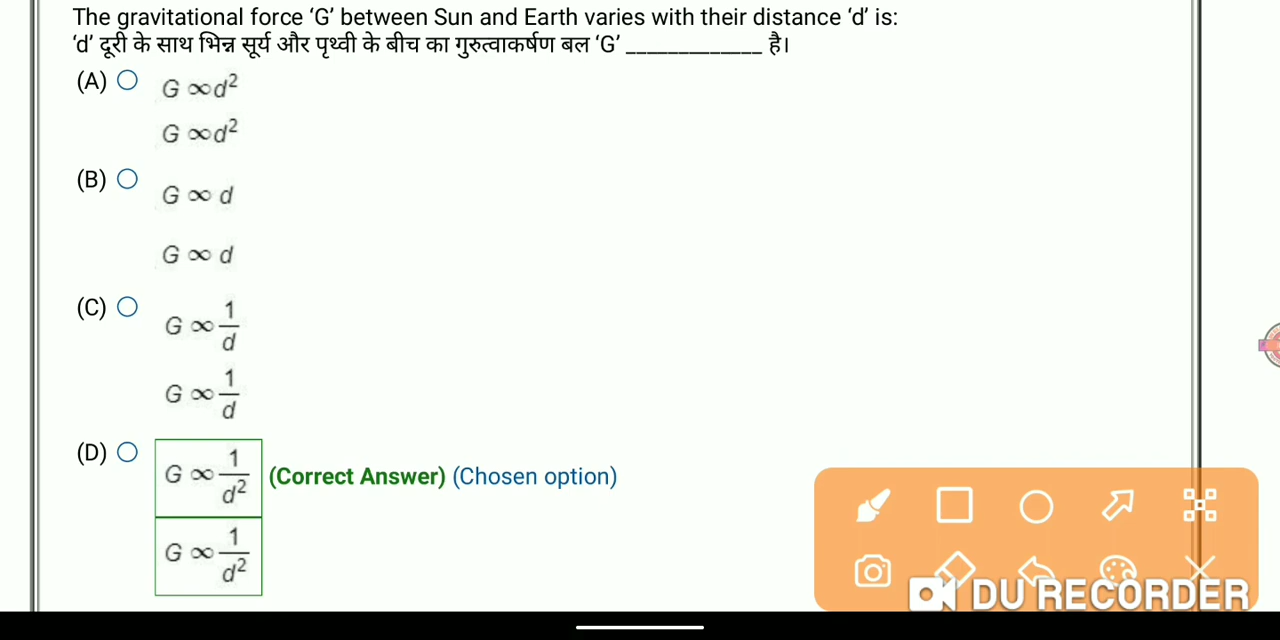 The gravitational force ‘G’ between Sun and Earth varies with their distance ‘d’ is:
‘d’ दूरी के साथ भिन्न सूर्य और पृथ्वी के बीच का गुरुत्वाकर्षण बल ‘G’ _____________ है।
(A) G ∞d²
G ∞d²
(B) G ∞ d
G ∞ d
(C) G ∞ 1/d
G ∞ 1/d
(D) G ∞ 1/d² (Correct Answer) (Chosen option)
G ∞ 1/d²
DU RECORDER